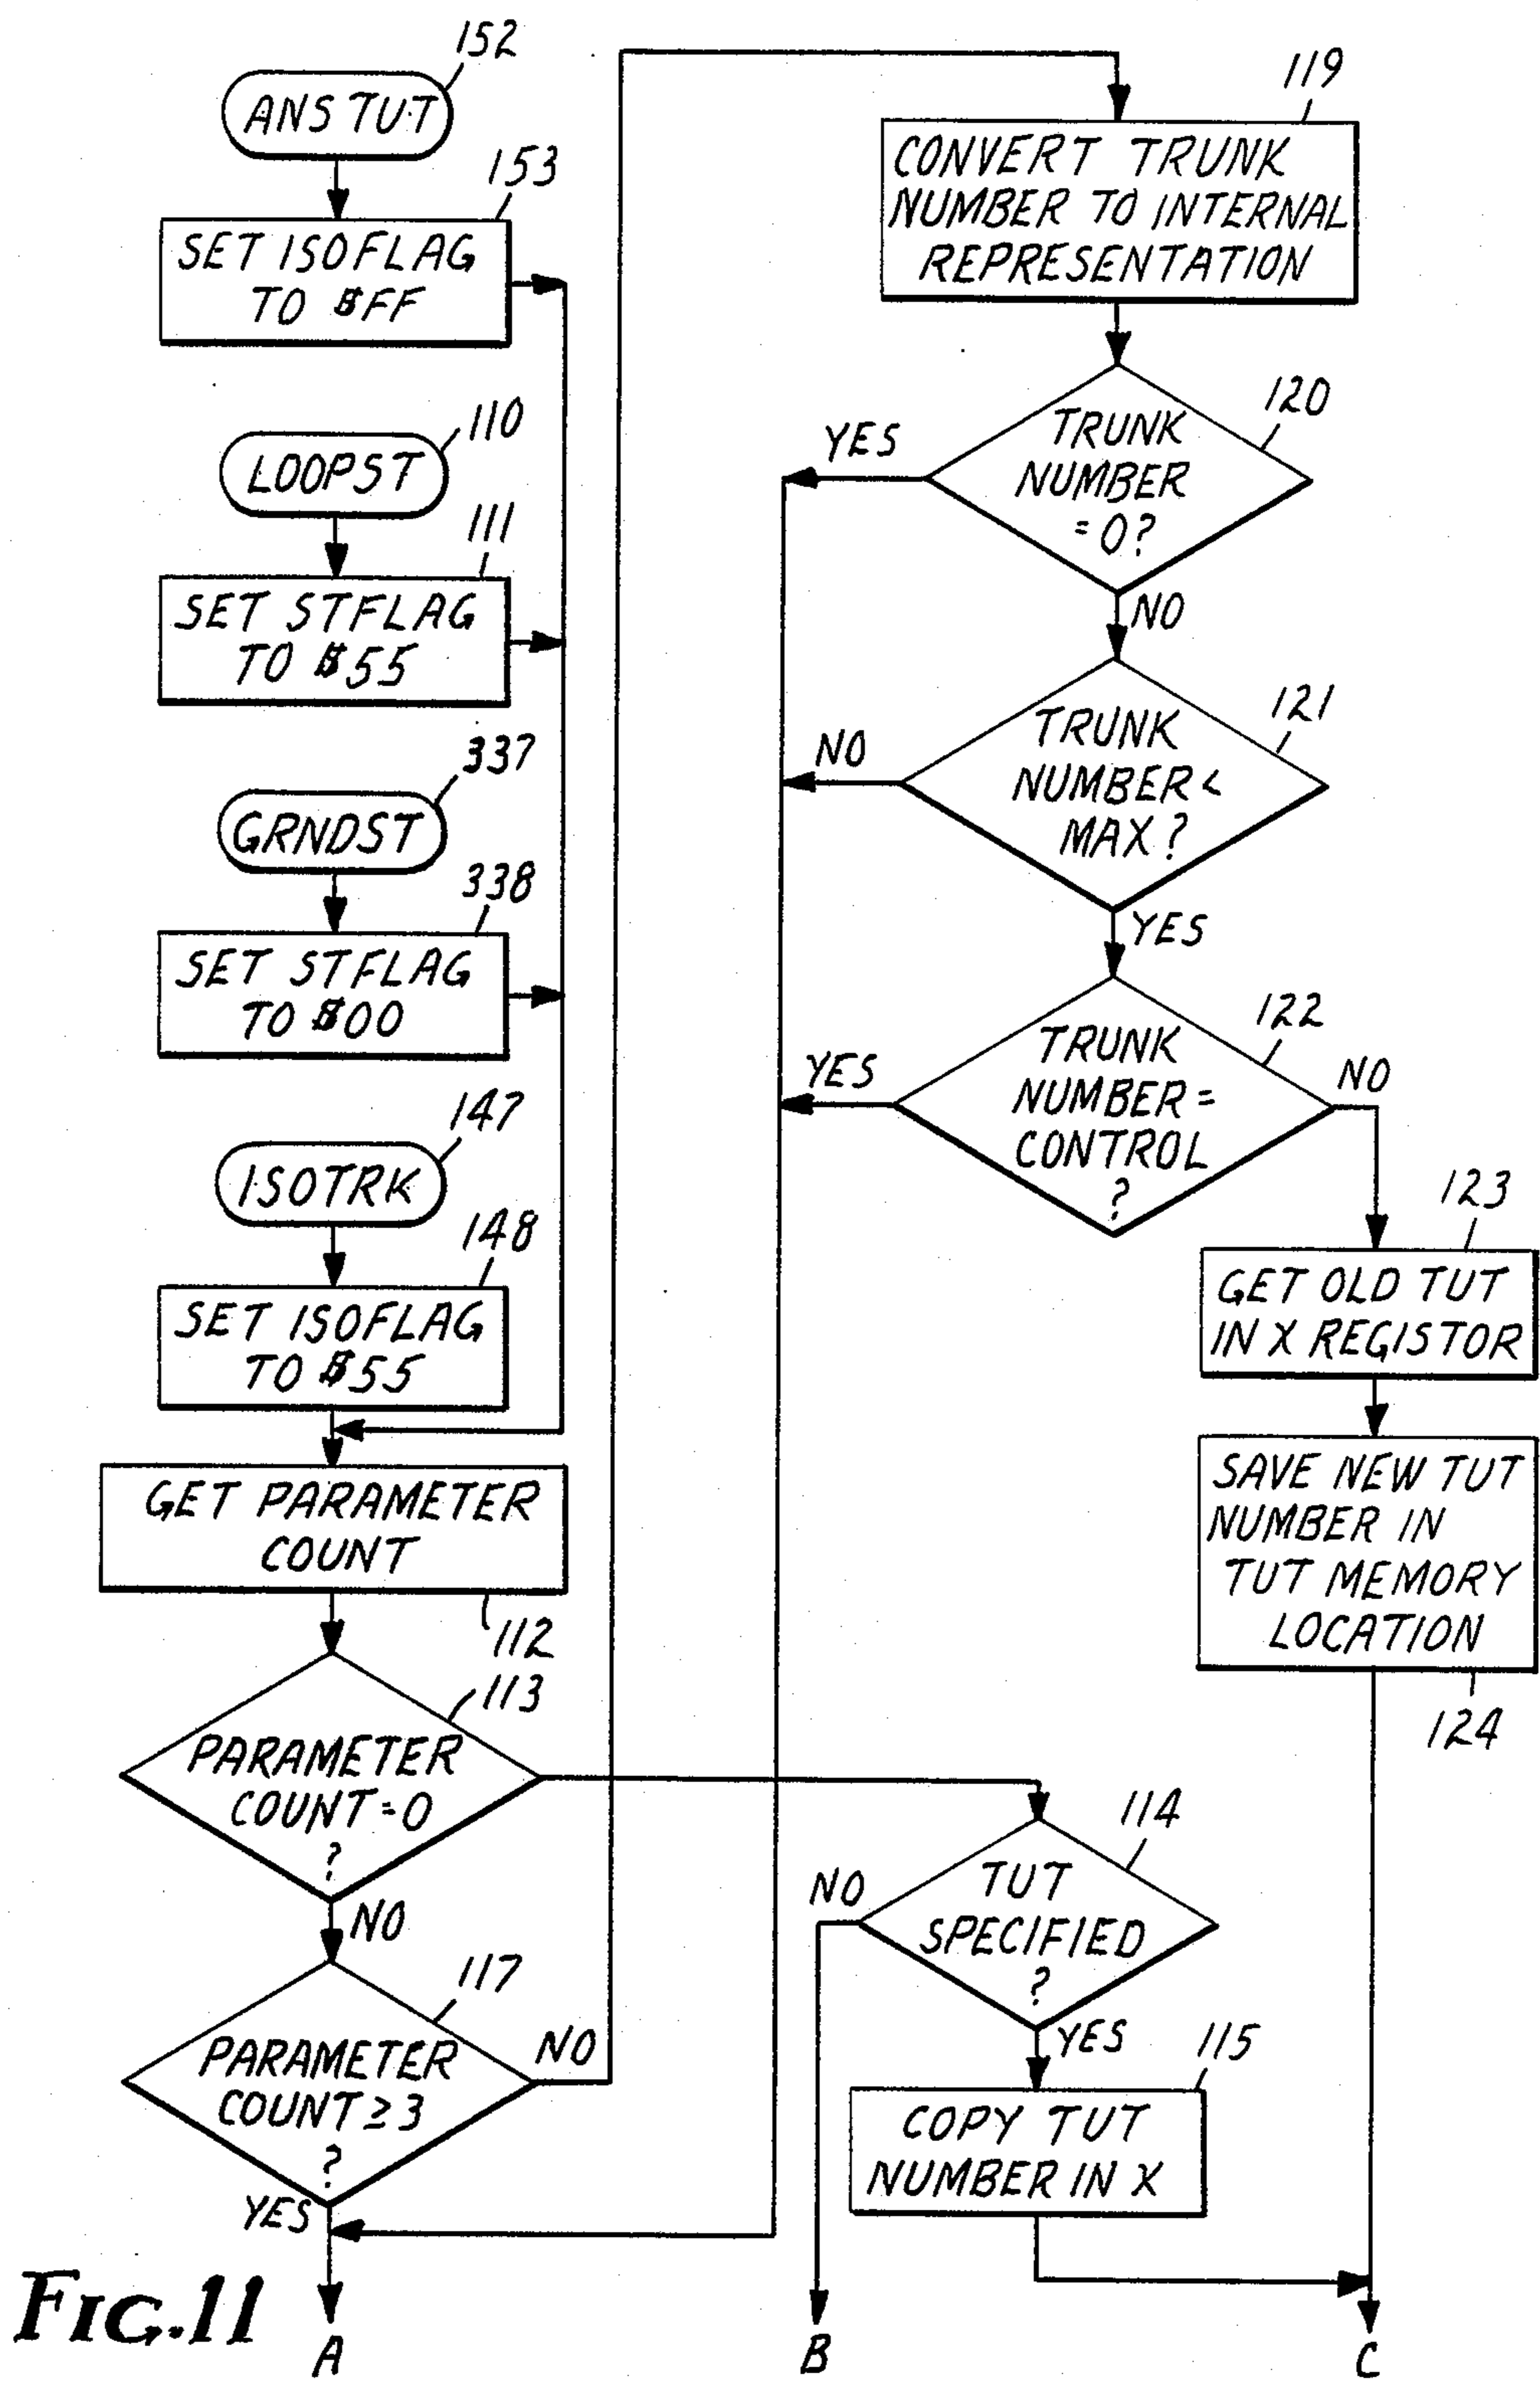 152
ANS TUT
153
SET ISOFLAG
TO $FF
110
LOOPST
111
SET STFLAG
TO $55
337
GRNDST
338
SET STFLAG
TO $00
147
ISOTRK
148
SET ISOFLAG
TO $55
GET PARAMETER
COUNT
112
113
PARAMETER
COUNT=0
?
NO
117
PARAMETER
COUNT≥3
?
NO
YES
A
119
CONVERT TRUNK
NUMBER TO INTERNAL
REPRESENTATION
120
TRUNK
NUMBER
=0?
YES
NO
121
TRUNK
NUMBER<
MAX?
NO
YES
122
TRUNK
NUMBER=
CONTROL
?
YES
NO
123
GET OLD TUT
IN X REGISTOR
SAVE NEW TUT
NUMBER IN
TUT MEMORY
LOCATION
124
114
TUT
SPECIFIED
?
NO
YES
115
COPY TUT
NUMBER IN X
B
C
FIG.11